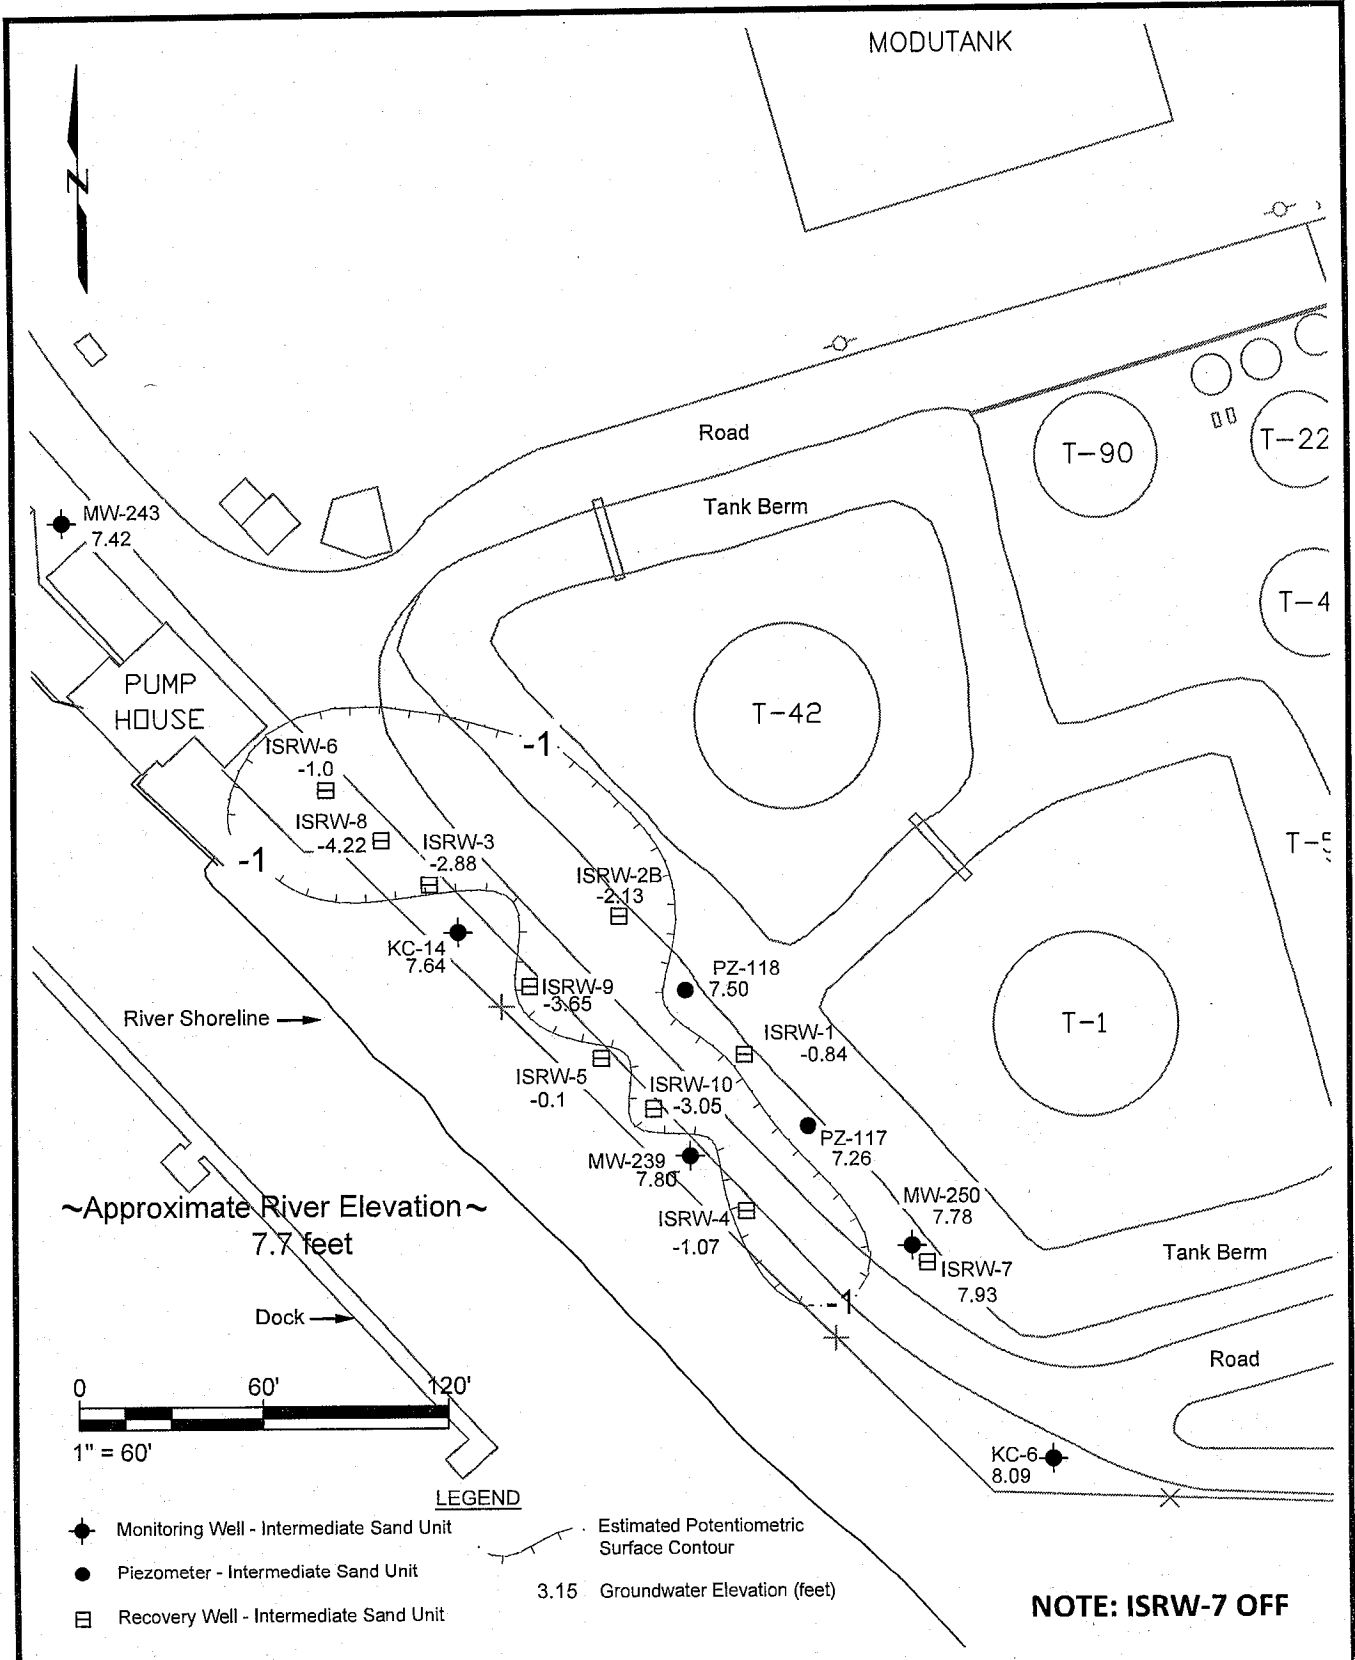 MODUTANK
N
Road
T-90
T-22
Tank Berm
MW-243
7.42
T-4
PUMP
HOUSE
T-42
-1
ISRW-6
-1.0
ISRW-8
-4.22
ISRW-3
-2.88
-1
ISRW-2B
-2.13
T-5
KC-14
7.64
PZ-118
7.50
ISRW-9
-3.65
River Shoreline
ISRW-1
-0.84
T-1
ISRW-5
-0.1
ISRW-10
-3.05
PZ-117
7.26
MW-239
7.80
~Approximate River Elevation~
7.7 feet
MW-250
7.78
ISRW-4
-1.07
Tank Berm
ISRW-7
7.93
-1
Dock
Road
0 60' 120'
1" = 60'
KC-6
8.09
LEGEND
Monitoring Well - Intermediate Sand Unit
Piezometer - Intermediate Sand Unit
Recovery Well - Intermediate Sand Unit
Estimated Potentiometric
Surface Contour
3.15 Groundwater Elevation (feet)
NOTE: ISRW-7 OFF